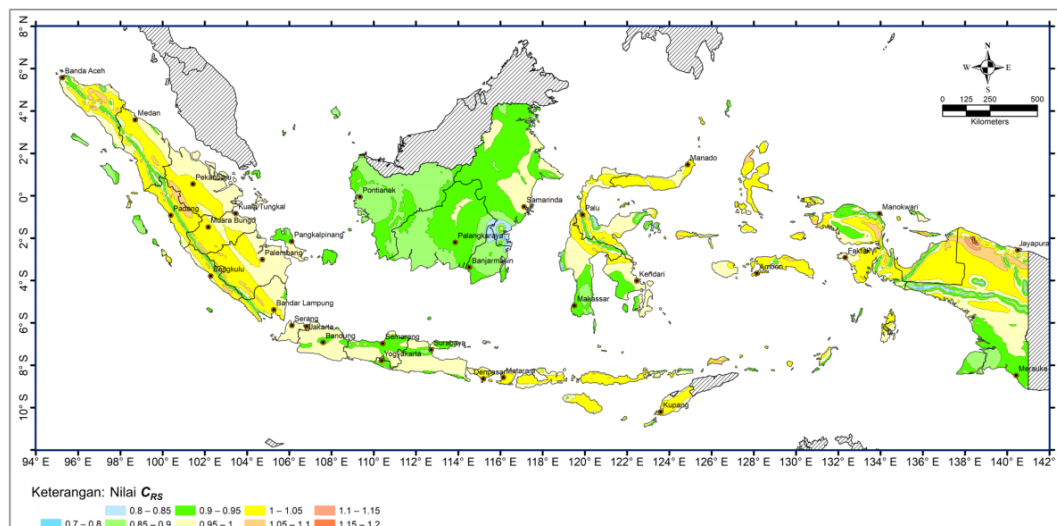 8° N
6° N
4° N
2° N
0°
2° S
4° S
6° S
8° S
10° S
Banda Aceh
Medan
Pekanbaru
Kuala Tungkal
Padang
Muara Bungo
Pangkalpinang
Palembang
Bengkulu
Bandar Lampung
Serang
Jakarta
Bandung
Semarang
Yogyakarta
Surabaya
Denpasar
Mataram
Kupang
Pontianak
Palangkaraya
Banjarmasin
Samarinda
Palu
Manado
Kendari
Makassar
Ambon
Fakfak
Manokwari
Jayapura
Merauke
N
W E
S
0 125 250 500
Kilometers
94° E 96° E 98° E 100° E 102° E 104° E 106° E 108° E 110° E 112° E 114° E 116° E 118° E 120° E 122° E 124° E 126° E 128° E 130° E 132° E 134° E 136° E 138° E 140° E 142° E
Keterangan: Nilai C_RS
0.8 – 0.85 0.9 – 0.95 1 – 1.05 1.1 – 1.15
0.7 – 0.8 0.85 – 0.9 0.95 – 1 1.05 – 1.1 1.15 – 1.2